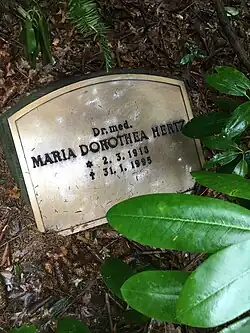 Dr. med.
MARIA DOROTHEA HERTZ
* 2. 3. 1910
† 31. 1. 1995